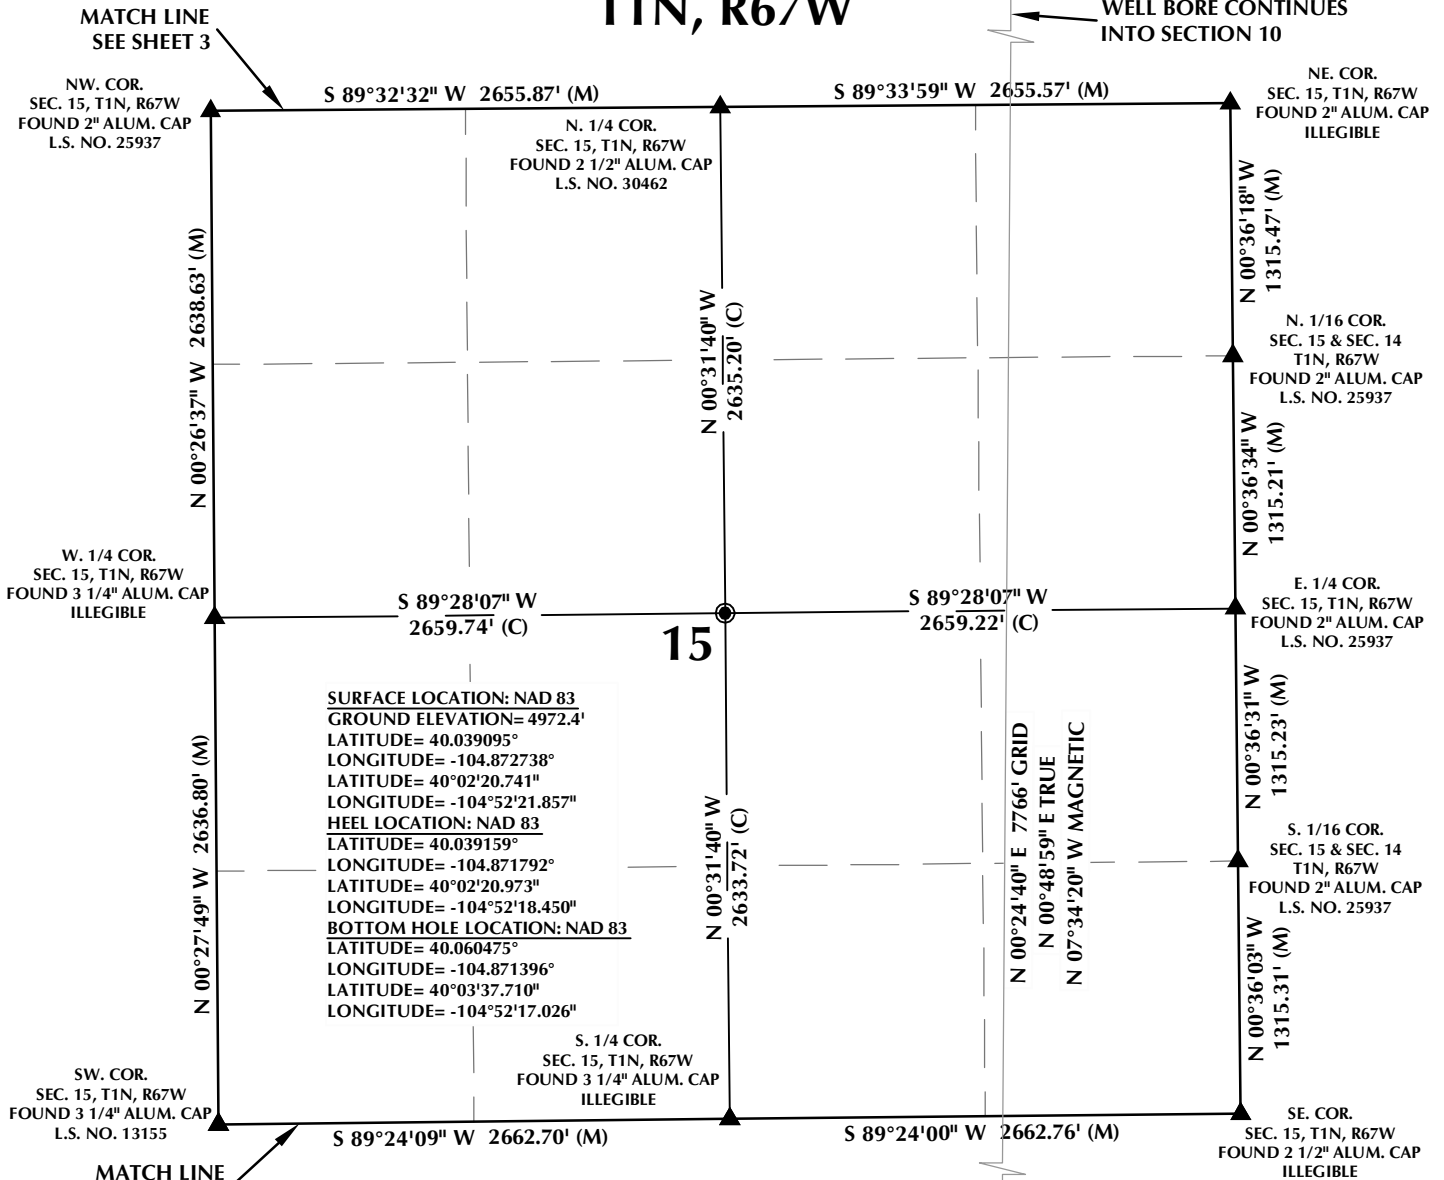 T1N, R67W
MATCH LINE
SEE SHEET 3
WELL BORE CONTINUES
INTO SECTION 10
NW. COR.
SEC. 15, T1N, R67W
FOUND 2" ALUM. CAP
L.S. NO. 25937
S 89°32'32" W 2655.87' (M)
N. 1/4 COR.
SEC. 15, T1N, R67W
FOUND 2 1/2" ALUM. CAP
L.S. NO. 30462
S 89°33'59" W 2655.57' (M)
NE. COR.
SEC. 15, T1N, R67W
FOUND 2" ALUM. CAP
ILLEGIBLE
N 00°26'37" W 2638.63' (M)
N 00°31'40" W
2635.20' (C)
N 00°36'18" W
1315.47' (M)
N. 1/16 COR.
SEC. 15 & SEC. 14
T1N, R67W
FOUND 2" ALUM. CAP
L.S. NO. 25937
N 00°36'34" W
1315.21' (M)
W. 1/4 COR.
SEC. 15, T1N, R67W
FOUND 3 1/4" ALUM. CAP
ILLEGIBLE
S 89°28'07" W
2659.74' (C)
15
S 89°28'07" W
2659.22' (C)
E. 1/4 COR.
SEC. 15, T1N, R67W
FOUND 2" ALUM. CAP
L.S. NO. 25937
SURFACE LOCATION: NAD 83
GROUND ELEVATION= 4972.4'
LATITUDE= 40.039095°
LONGITUDE= -104.872738°
LATITUDE= 40°02'20.741"
LONGITUDE= -104°52'21.857"
HEEL LOCATION: NAD 83
LATITUDE= 40.039159°
LONGITUDE= -104.871792°
LATITUDE= 40°02'20.973"
LONGITUDE= -104°52'18.450"
BOTTOM HOLE LOCATION: NAD 83
LATITUDE= 40.060475°
LONGITUDE= -104.871396°
LATITUDE= 40°03'37.710"
LONGITUDE= -104°52'17.026"
N 00°27'49" W 2636.80' (M)
N 00°31'40" W
2633.72' (C)
N 00°24'40" E 7766' GRID
N 00°48'59" E TRUE
N 07°34'20" W MAGNETIC
N 00°36'31" W
1315.23' (M)
S. 1/16 COR.
SEC. 15 & SEC. 14
T1N, R67W
FOUND 2" ALUM. CAP
L.S. NO. 25937
N 00°36'03" W
1315.31' (M)
SW. COR.
SEC. 15, T1N, R67W
FOUND 3 1/4" ALUM. CAP
L.S. NO. 13155
S. 1/4 COR.
SEC. 15, T1N, R67W
FOUND 3 1/4" ALUM. CAP
ILLEGIBLE
S 89°24'09" W 2662.70' (M)
S 89°24'00" W 2662.76' (M)
SE. COR.
SEC. 15, T1N, R67W
FOUND 2 1/2" ALUM. CAP
ILLEGIBLE
MATCH LINE